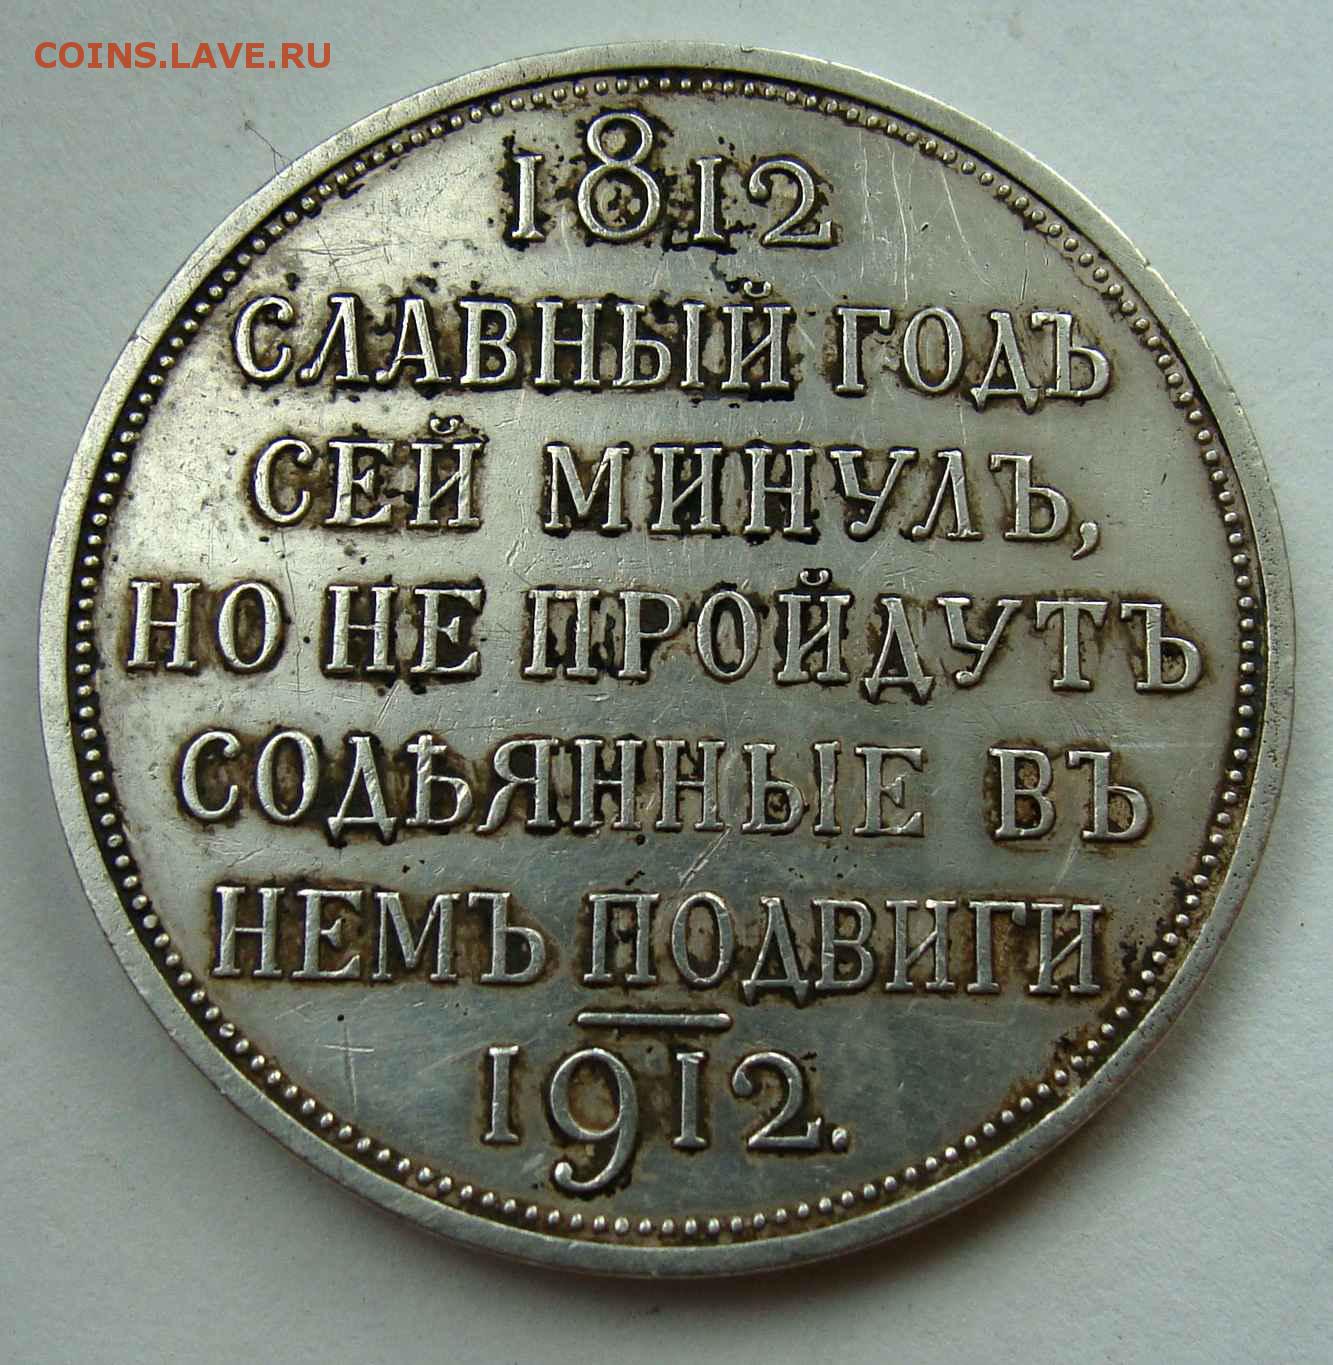 COINS.LAVE.RU
1812
СЛАВНЫЙ ГОДЪ
СЕЙ МИНУЛЪ,
НО НЕ ПРОЙДУТЪ
СОДѢЯННЫЕ ВЪ
НЕМЪ ПОДВИГИ
1912.